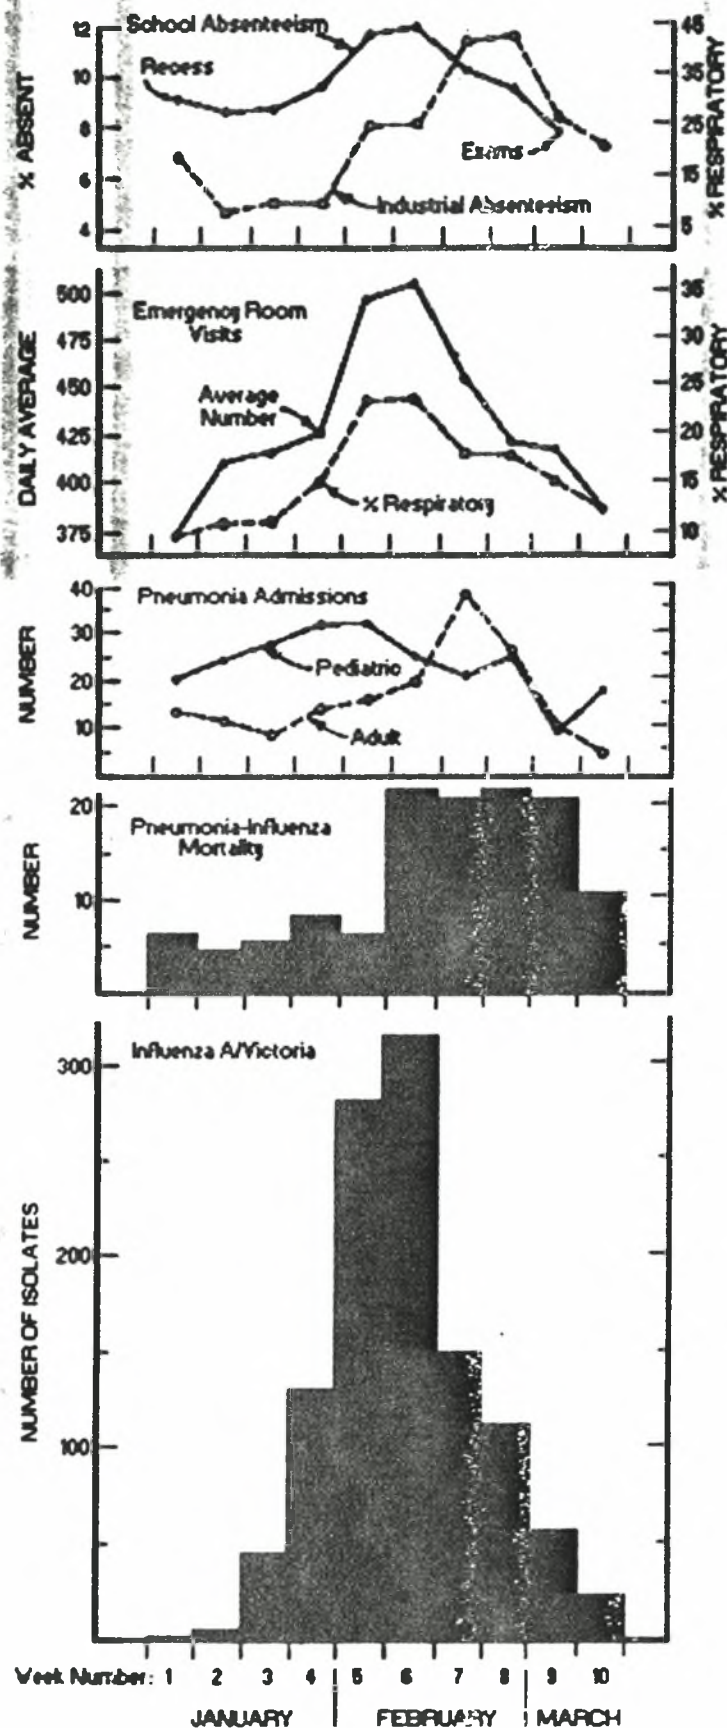 % ABSENT
12
10
8
6
4
School Absenteeism
Recess
Exams
Industrial Absenteeism
45
35
25
15
5
% RESPIRATORY
DAILY AVERAGE
500
475
450
425
400
375
Emergency Room
Visits
Average
Number
% Respiratory
35
30
25
20
15
10
% RESPIRATORY
NUMBER
40
30
20
10
Pneumonia Admissions
Pediatric
Adult
NUMBER
20
10
Pneumonia-Influenza
Mortality
NUMBER OF ISOLATES
300
200
100
Influenza A/Victoria
Week Number: 1 2 3 4 5 6 7 8 9 10
JANUARY FEBRUARY MARCH